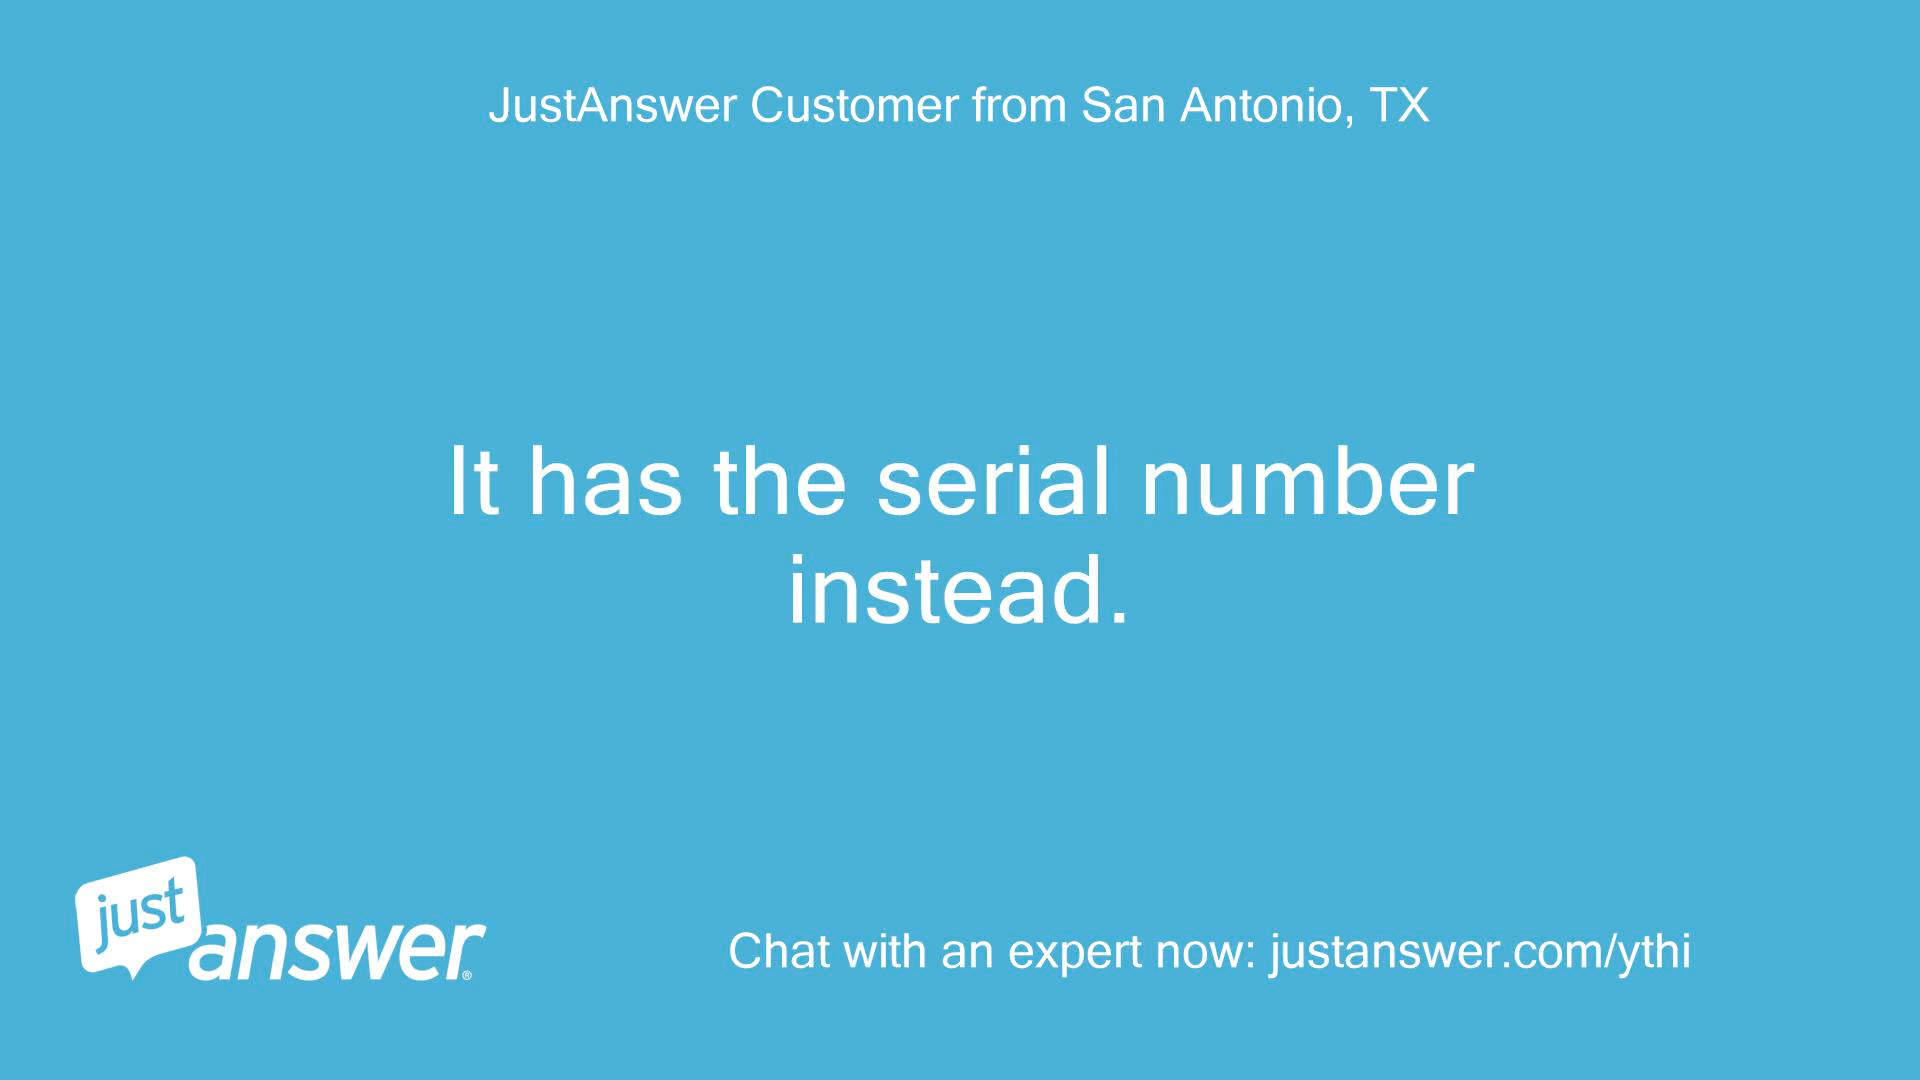 JustAnswer Customer from San Antonio, TX
It has the serial number
instead.
just
answer®
Chat with an expert now: justanswer.com/ythi